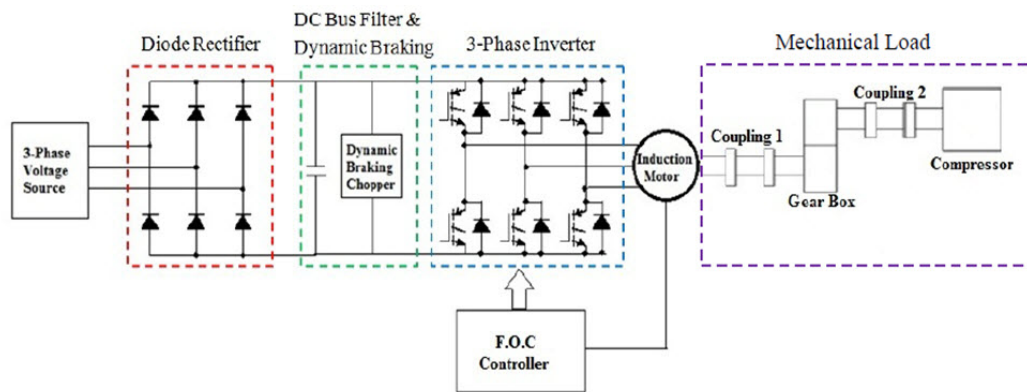 Diode Rectifier
DC Bus Filter &
Dynamic Braking
3-Phase Inverter
Mechanical Load
3-Phase
Voltage
Source
Dynamic
Braking
Chopper
Induction
Motor
Coupling 1
Gear Box
Coupling 2
Compressor
F.O.C
Controller